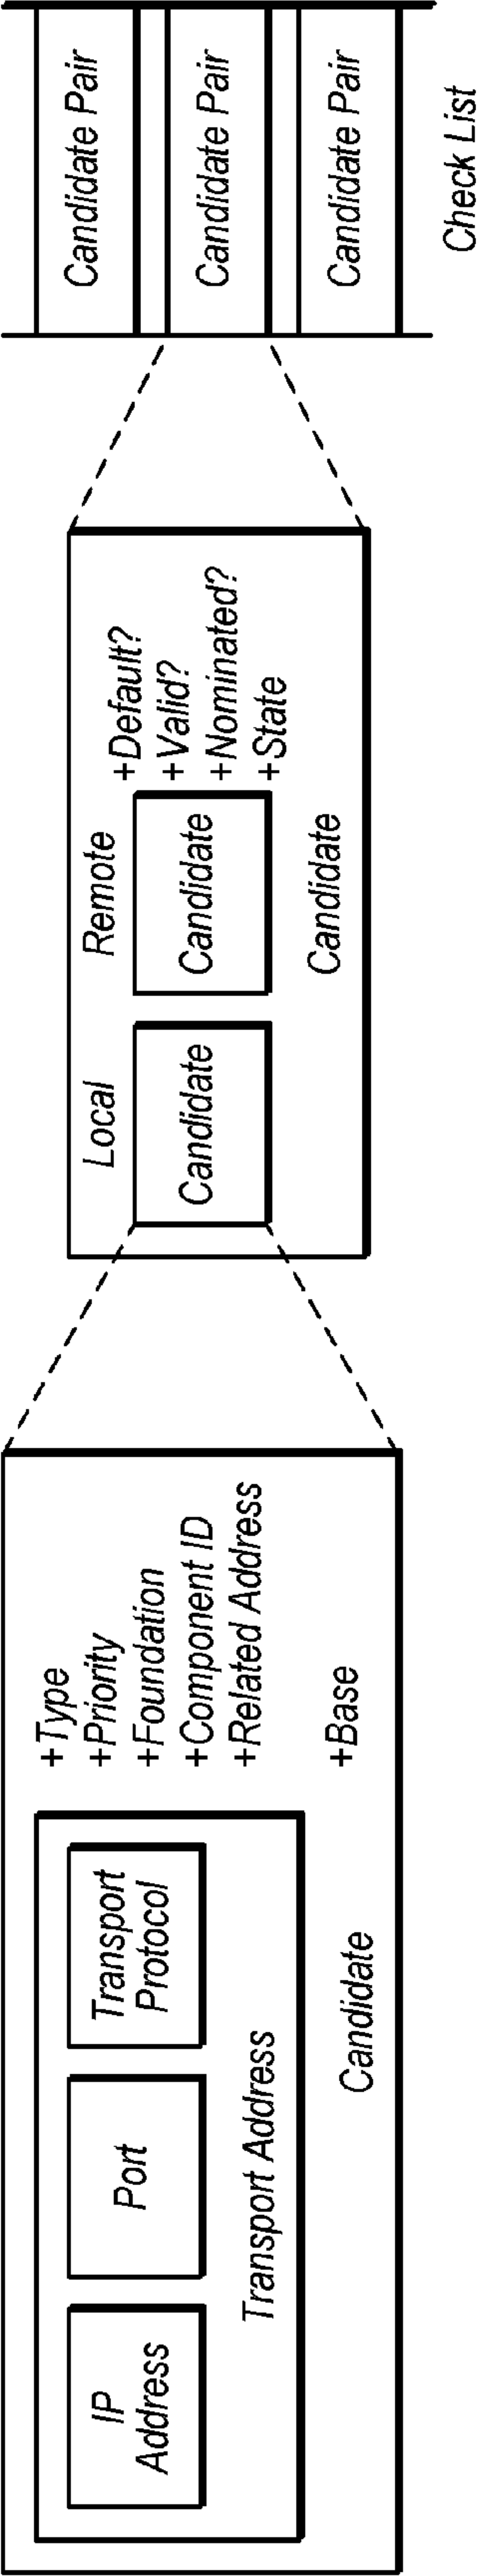 IP
Address
Port
Transport
Protocol
Transport Address
+Type
+Priority
+Foundation
+Component ID
+Related Address
+Base
Candidate
Local
Remote
Candidate
Candidate
+Default?
+Valid?
+Nominated?
+State
Candidate
Candidate Pair
Candidate Pair
Candidate Pair
Check List